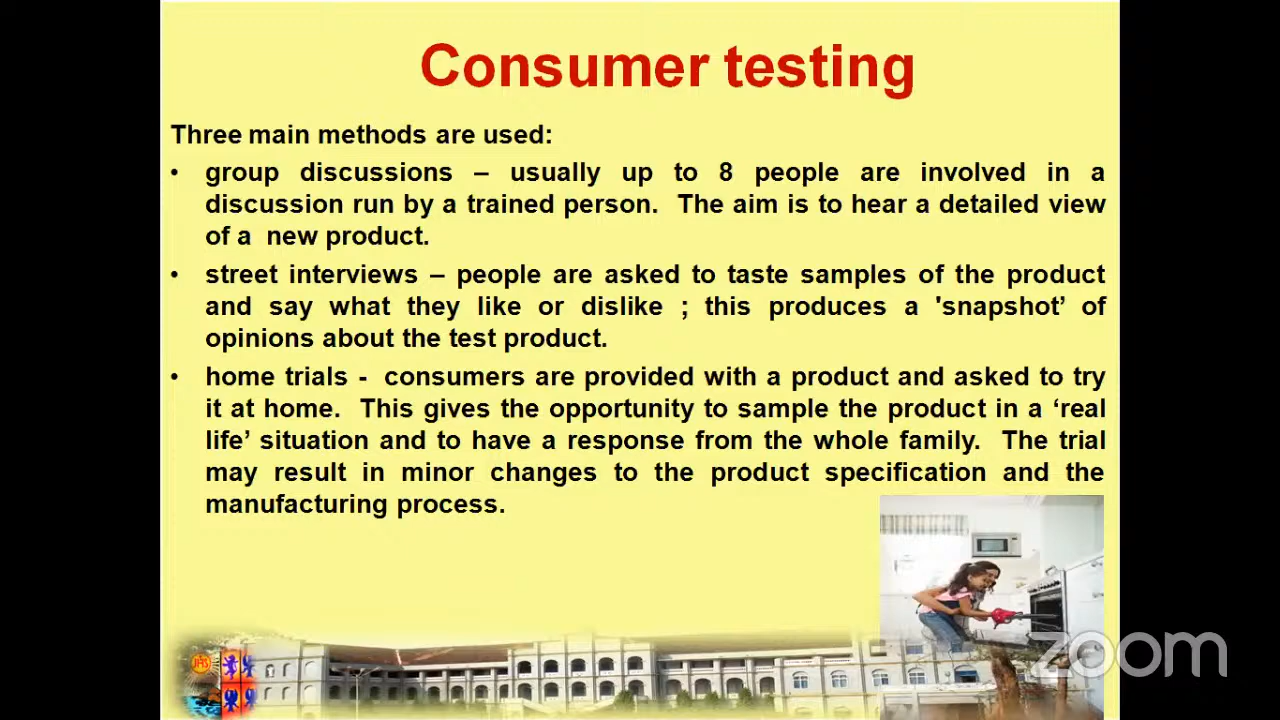 Consumer testing
Three main methods are used:
• group discussions – usually up to 8 people are involved in a
discussion run by a trained person. The aim is to hear a detailed view
of a new product.
• street interviews – people are asked to taste samples of the product
and say what they like or dislike ; this produces a 'snapshot’ of
opinions about the test product.
• home trials - consumers are provided with a product and asked to try
it at home. This gives the opportunity to sample the product in a ‘real
life’ situation and to have a response from the whole family. The trial
may result in minor changes to the product specification and the
manufacturing process.
zoom